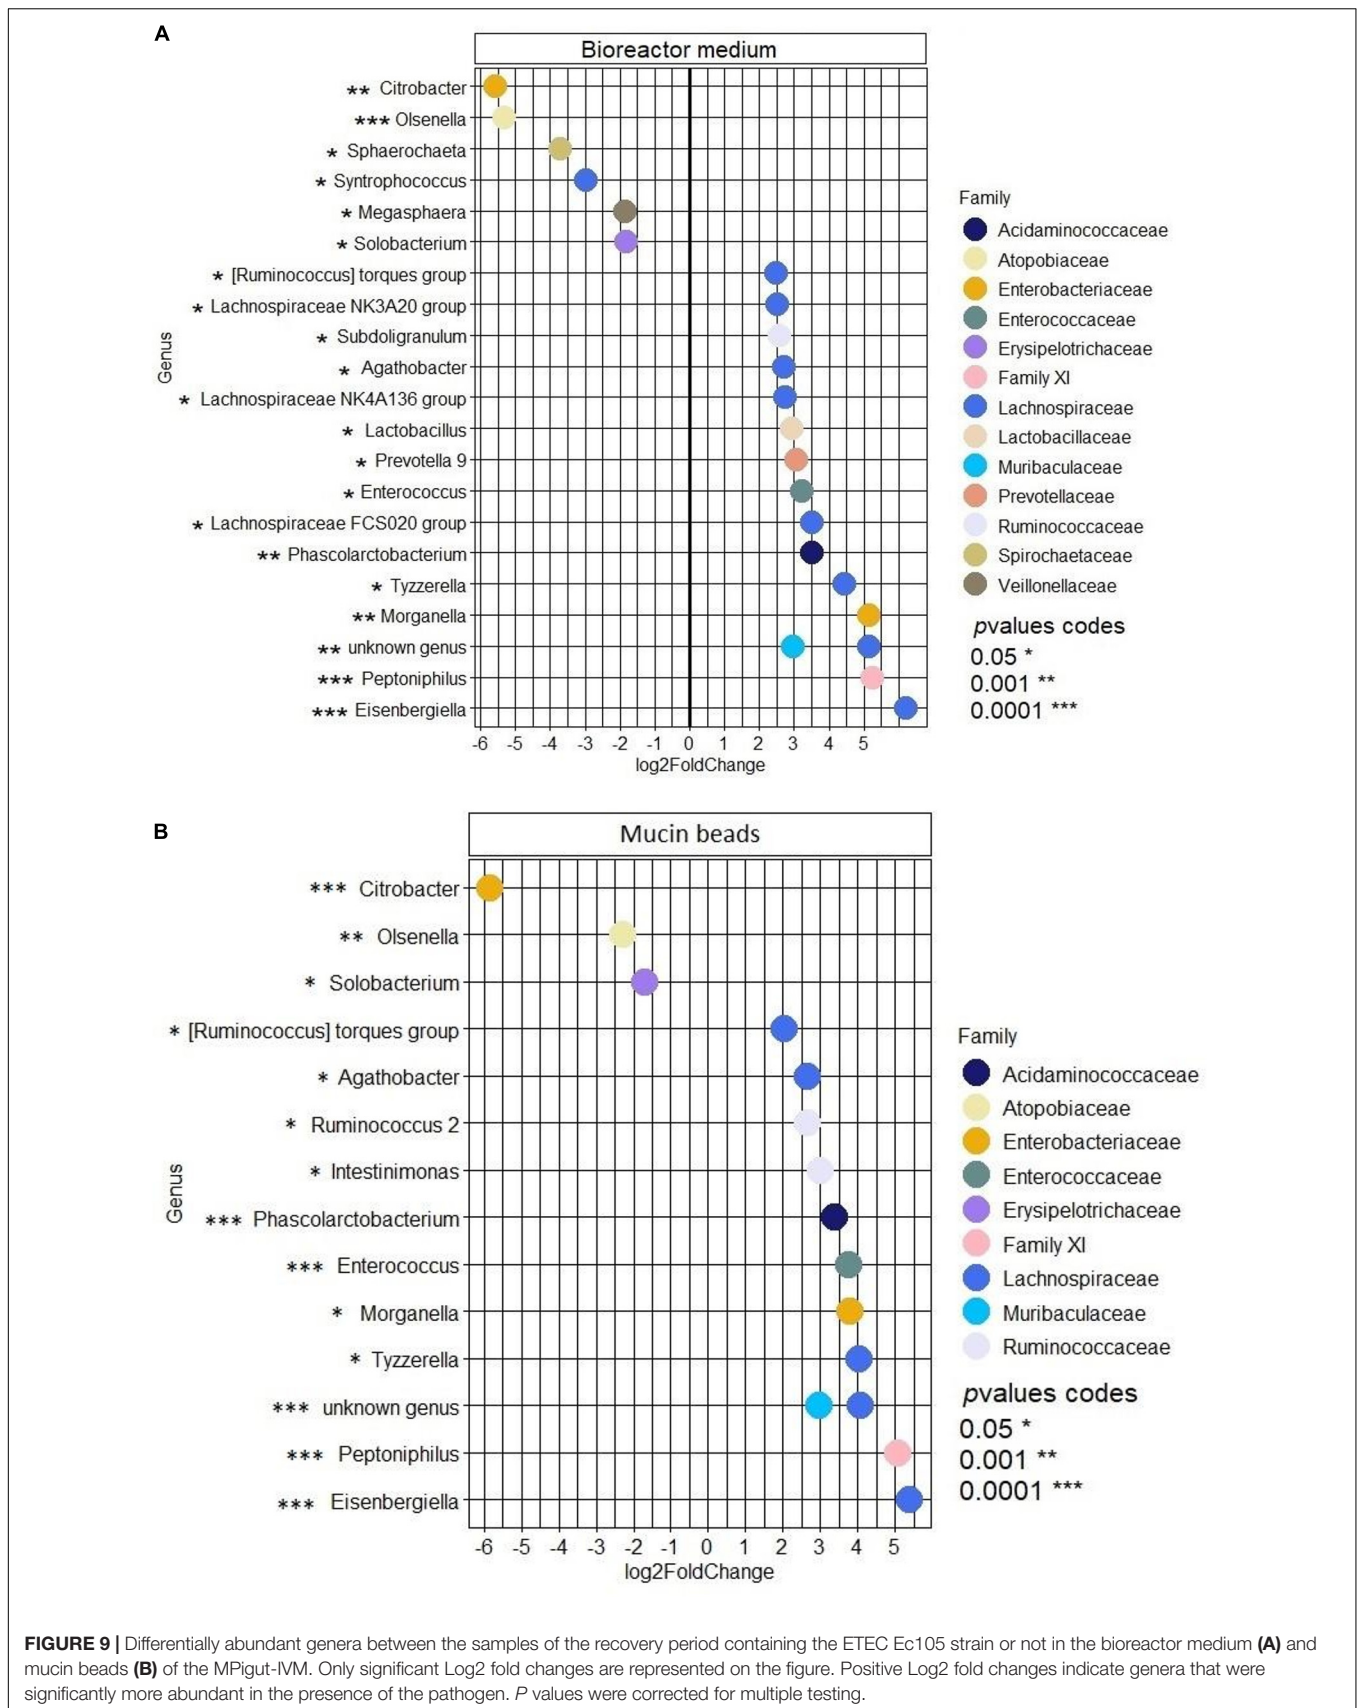 A
Bioreactor medium
** Citrobacter
*** Olsenella
* Sphaerochaeta
* Syntrophococcus
* Megasphaera
* Solobacterium
* [Ruminococcus] torques group
* Lachnospiraceae NK3A20 group
* Subdoligranulum
* Agathobacter
* Lachnospiraceae NK4A136 group
* Lactobacillus
* Prevotella 9
* Enterococcus
* Lachnospiraceae FCS020 group
** Phascolarctobacterium
* Tyzzerella
** Morganella
** unknown genus
*** Peptoniphilus
*** Eisenbergiella
Genus
-6 -5 -4 -3 -2 -1 0 1 2 3 4 5
log2FoldChange
Family
Acidaminococcaceae
Atopobiaceae
Enterobacteriaceae
Enterococcaceae
Erysipelotrichaceae
Family XI
Lachnospiraceae
Lactobacillaceae
Muribaculaceae
Prevotellaceae
Ruminococcaceae
Spirochaetaceae
Veillonellaceae
pvalues codes
0.05 *
0.001 **
0.0001 ***
B
Mucin beads
*** Citrobacter
** Olsenella
* Solobacterium
* [Ruminococcus] torques group
* Agathobacter
* Ruminococcus 2
* Intestinimonas
*** Phascolarctobacterium
*** Enterococcus
* Morganella
* Tyzzerella
*** unknown genus
*** Peptoniphilus
*** Eisenbergiella
Genus
-6 -5 -4 -3 -2 -1 0 1 2 3 4 5
log2FoldChange
Family
Acidaminococcaceae
Atopobiaceae
Enterobacteriaceae
Enterococcaceae
Erysipelotrichaceae
Family XI
Lachnospiraceae
Muribaculaceae
Ruminococcaceae
pvalues codes
0.05 *
0.001 **
0.0001 ***
FIGURE 9 | Differentially abundant genera between the samples of the recovery period containing the ETEC Ec105 strain or not in the bioreactor medium (A) and
mucin beads (B) of the MPigut-IVM. Only significant Log2 fold changes are represented on the figure. Positive Log2 fold changes indicate genera that were
significantly more abundant in the presence of the pathogen. P values were corrected for multiple testing.